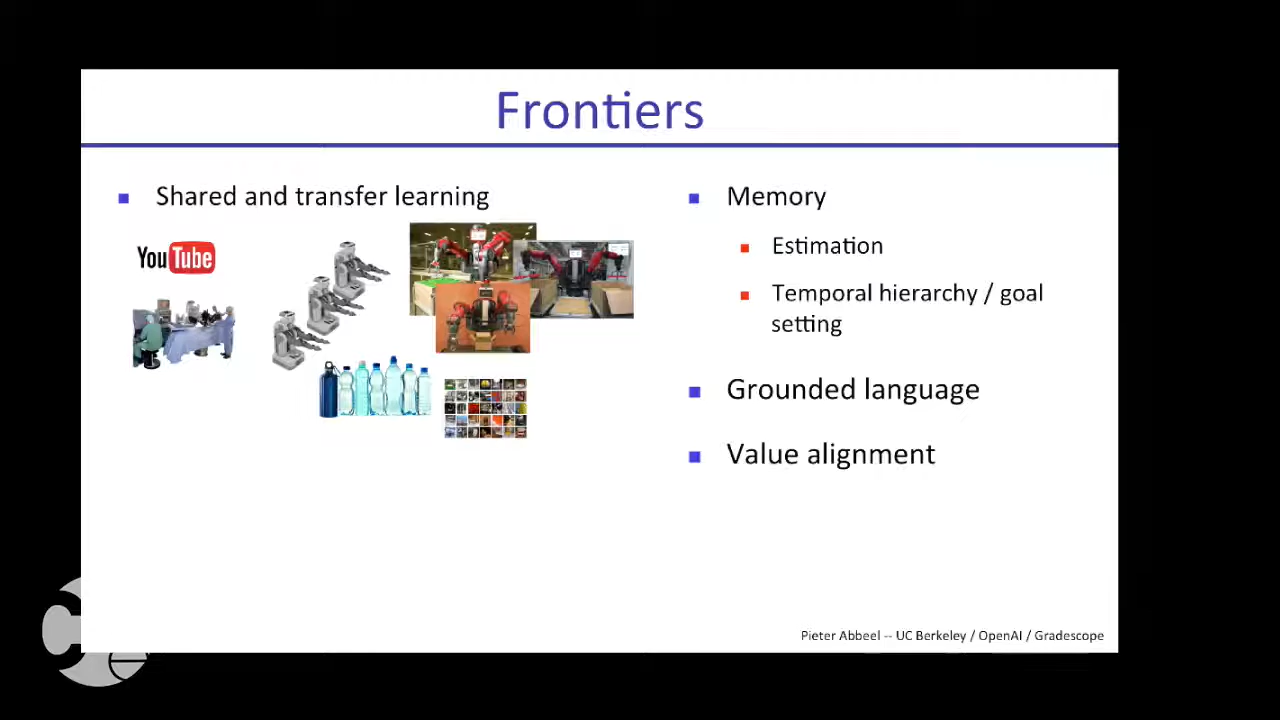 Frontiers
Shared and transfer learning
YouTube
Memory
Estimation
Temporal hierarchy / goal
setting
Grounded language
Value alignment
Pieter Abbeel -- UC Berkeley / OpenAI / Gradescope